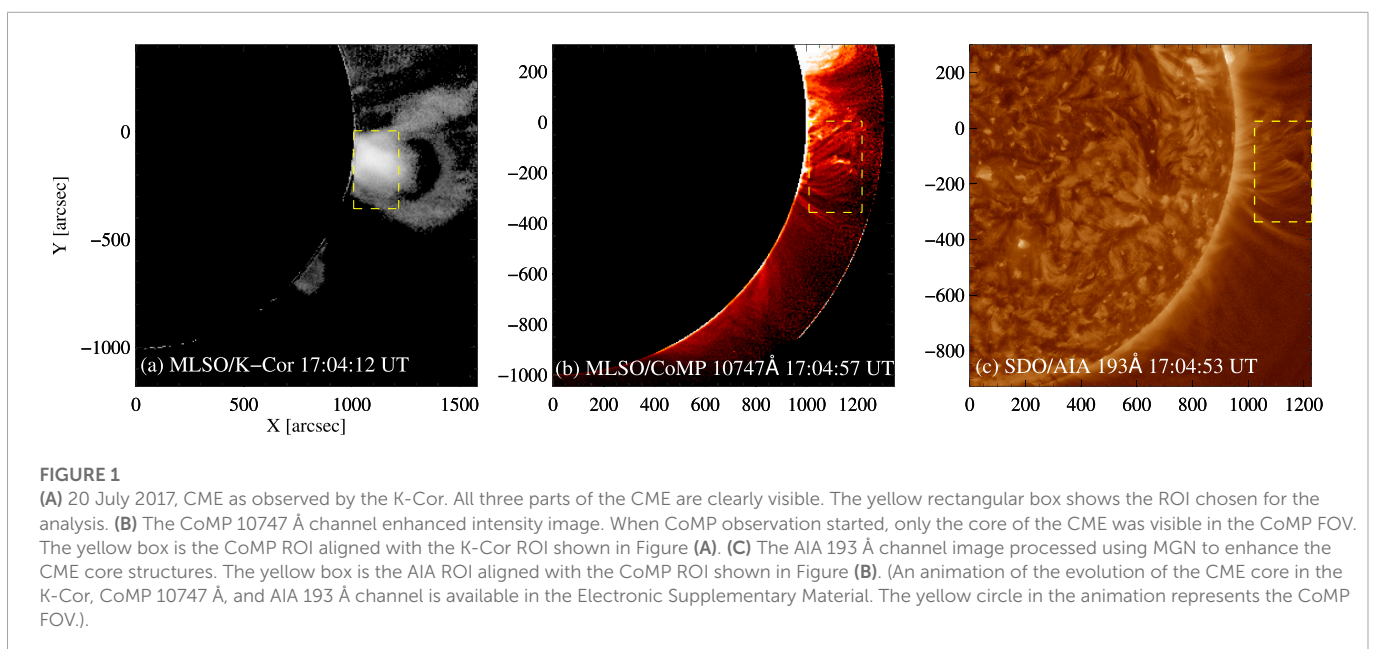 Y [arcsec]
0
−500
−1000
(a) MLSO/K−Cor 17:04:12 UT
0 500 1000 1500
X [arcsec]
200
0
−200
−400
−600
−800
−1000
(b) MLSO/CoMP 10747Å 17:04:57 UT
0 200 400 600 800 1000 1200
200
0
−200
−400
−600
−800
(c) SDO/AIA 193Å 17:04:53 UT
0 200 400 600 800 1000 1200
FIGURE 1
(A) 20 July 2017, CME as observed by the K-Cor. All three parts of the CME are clearly visible. The yellow rectangular box shows the ROI chosen for the
analysis. (B) The CoMP 10747 Å channel enhanced intensity image. When CoMP observation started, only the core of the CME was visible in the CoMP FOV.
The yellow box is the CoMP ROI aligned with the K-Cor ROI shown in Figure (A). (C) The AIA 193 Å channel image processed using MGN to enhance the
CME core structures. The yellow box is the AIA ROI aligned with the CoMP ROI shown in Figure (B). (An animation of the evolution of the CME core in the
K-Cor, CoMP 10747 Å, and AIA 193 Å channel is available in the Electronic Supplementary Material. The yellow circle in the animation represents the CoMP
FOV.).